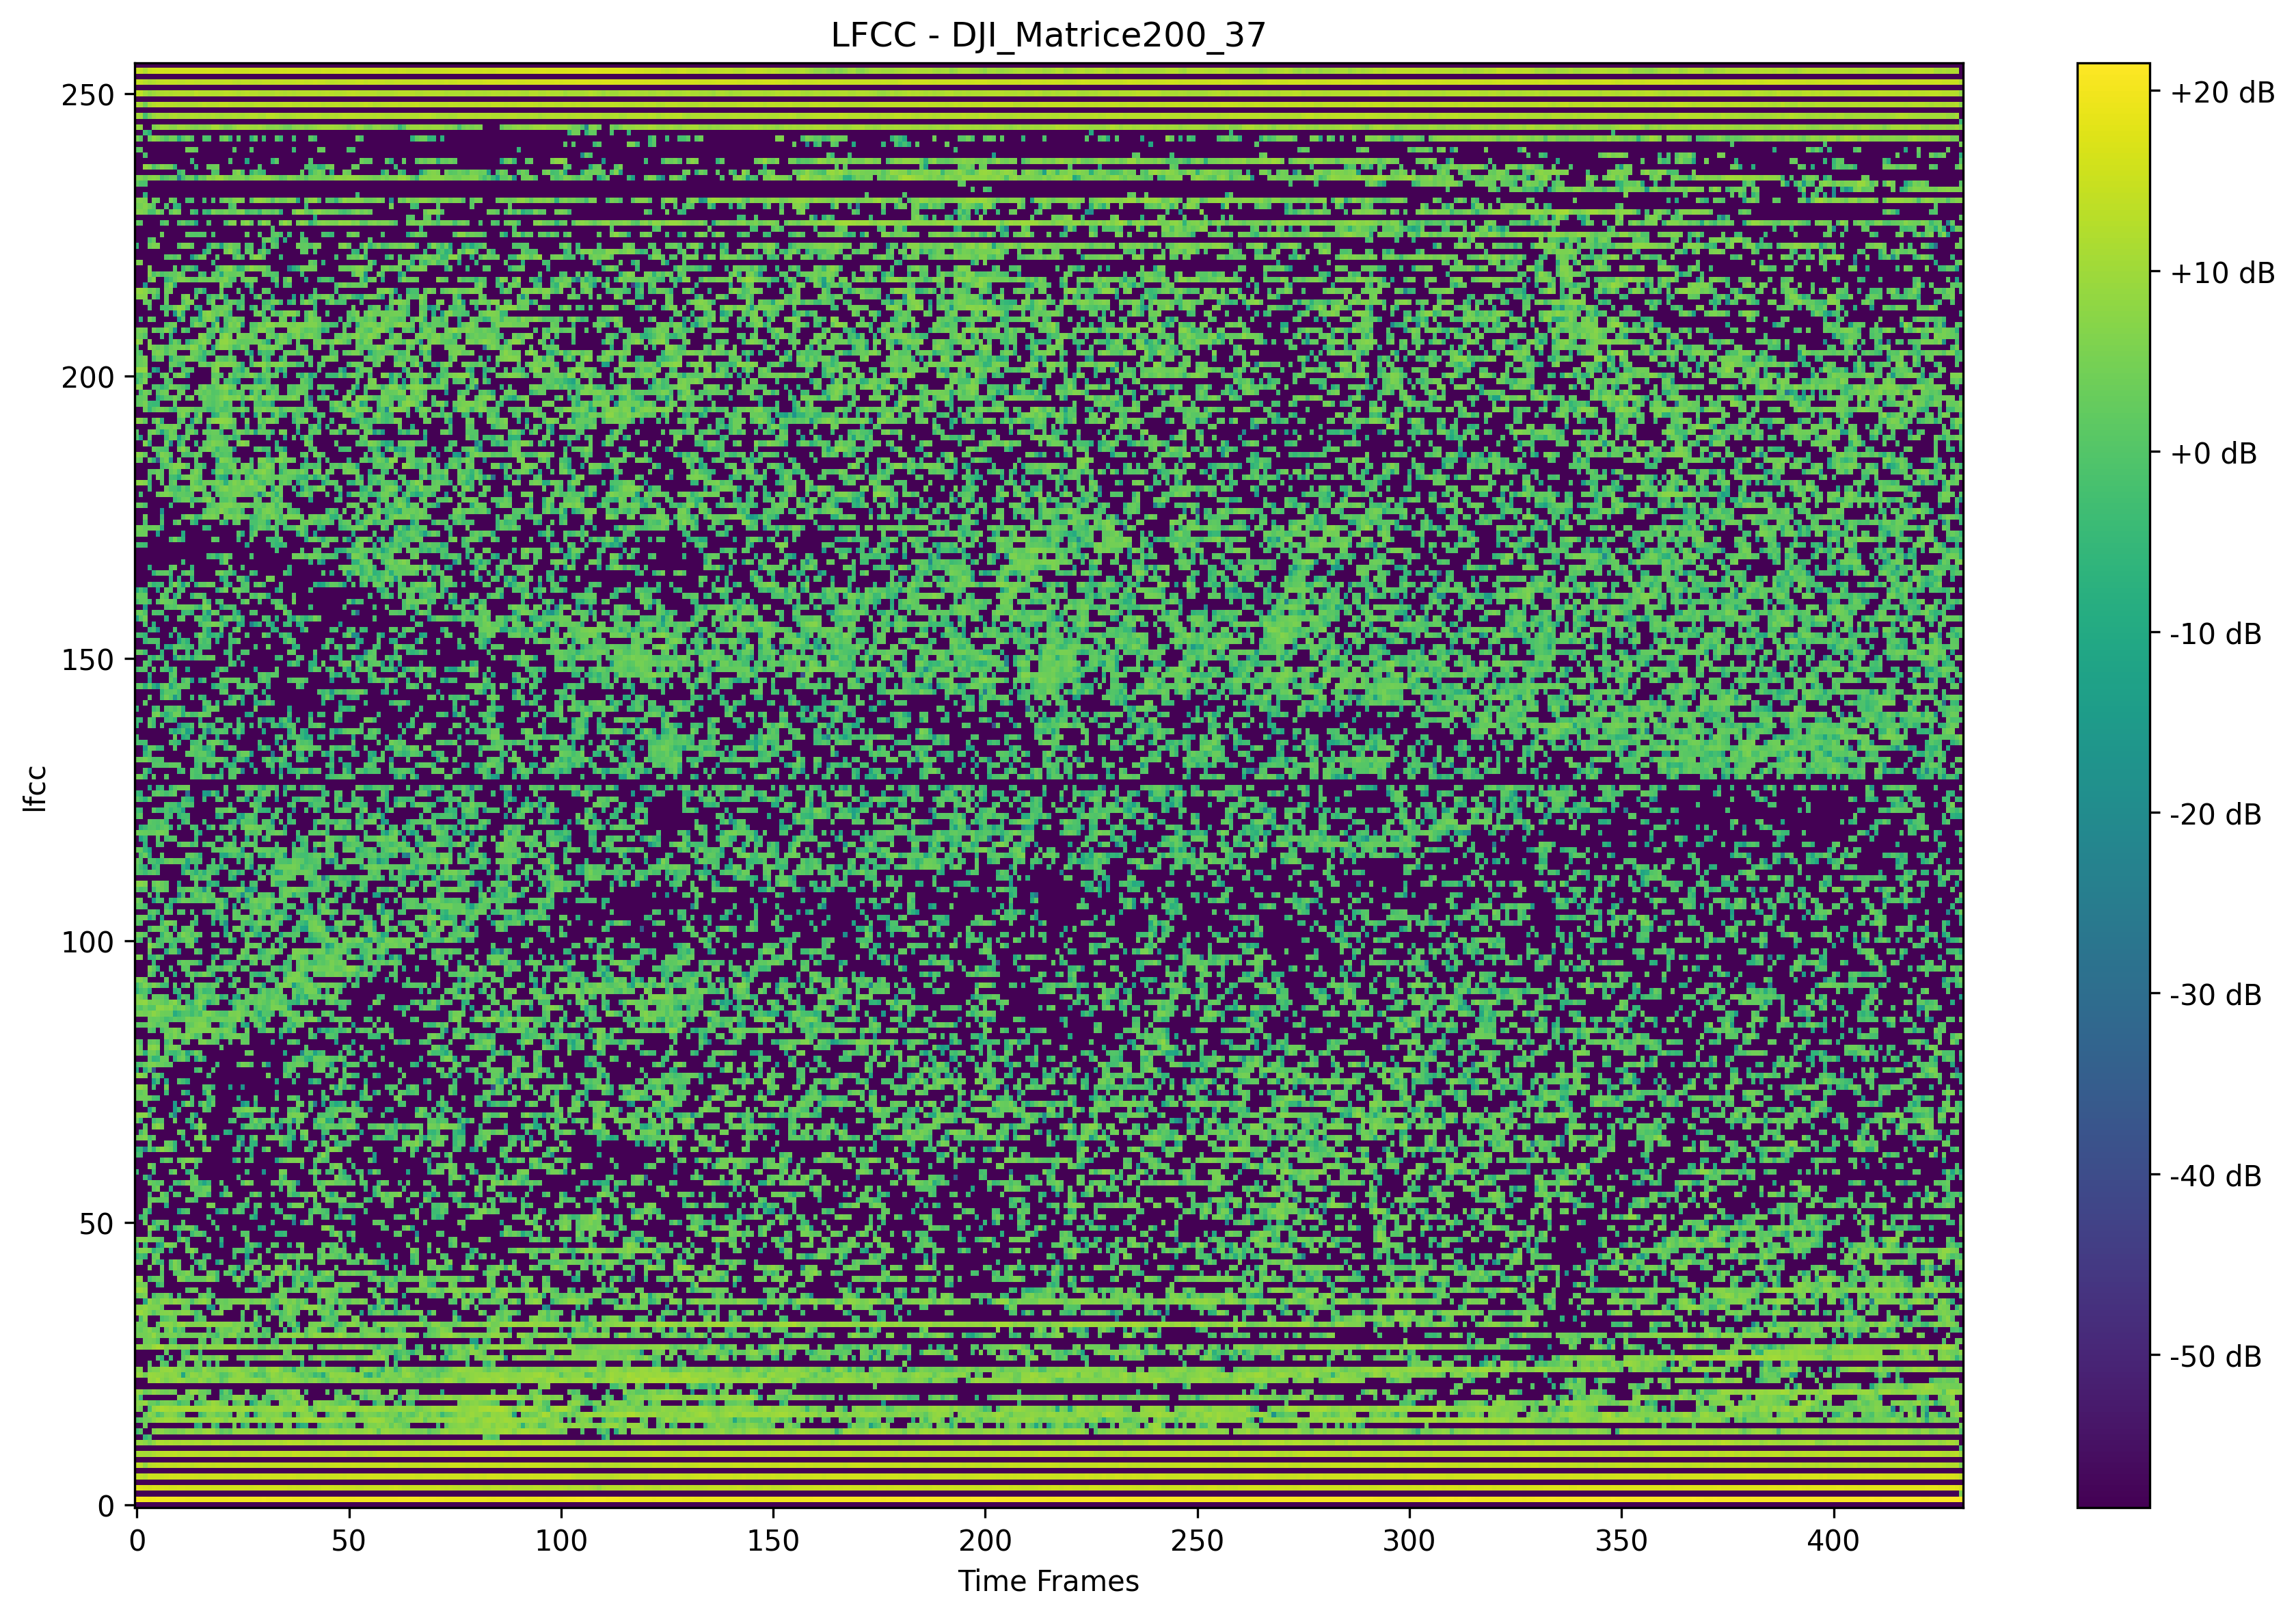 LFCC - DJI_Matrice200_37
250
200
150
100
50
0
lfcc
0 50 100 150 200 250 300 350 400
Time Frames
+20 dB
+10 dB
+0 dB
-10 dB
-20 dB
-30 dB
-40 dB
-50 dB